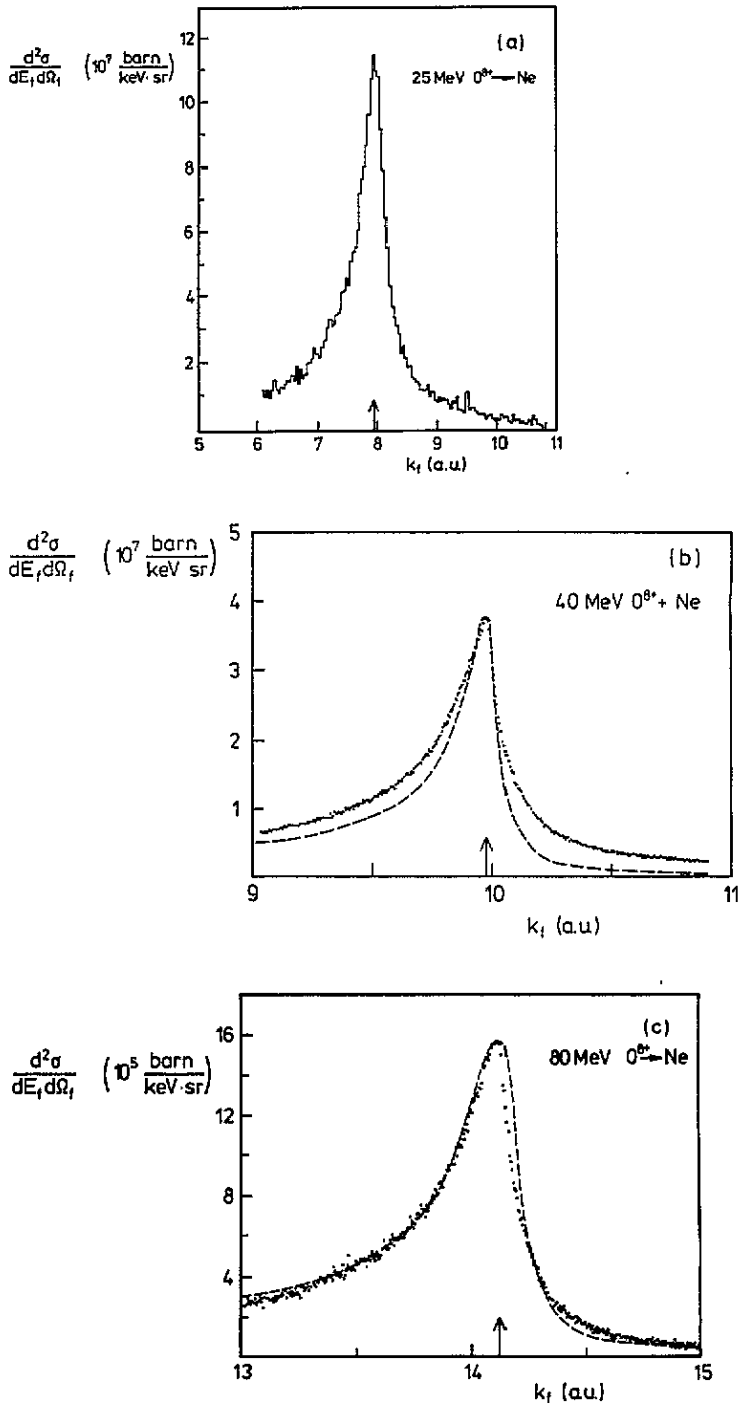 (a)
25 MeV O⁸⁺→Ne
d²σ
dE_f dΩ_f
(10⁷ barn
keV·sr)
12
10
8
6
4
2
5 6 7 8 9 10 11
k_f (a.u.)
(b)
40 MeV O⁸⁺+ Ne
d²σ
dE_f dΩ_f
(10⁷ barn
keV sr)
5
4
3
2
1
9 10 11
k_f (a.u.)
(c)
80 MeV O⁸⁺→Ne
d²σ
dE_f dΩ_f
(10⁵ barn
keV·sr)
16
12
8
4
13 14 15
k_f (a.u.)